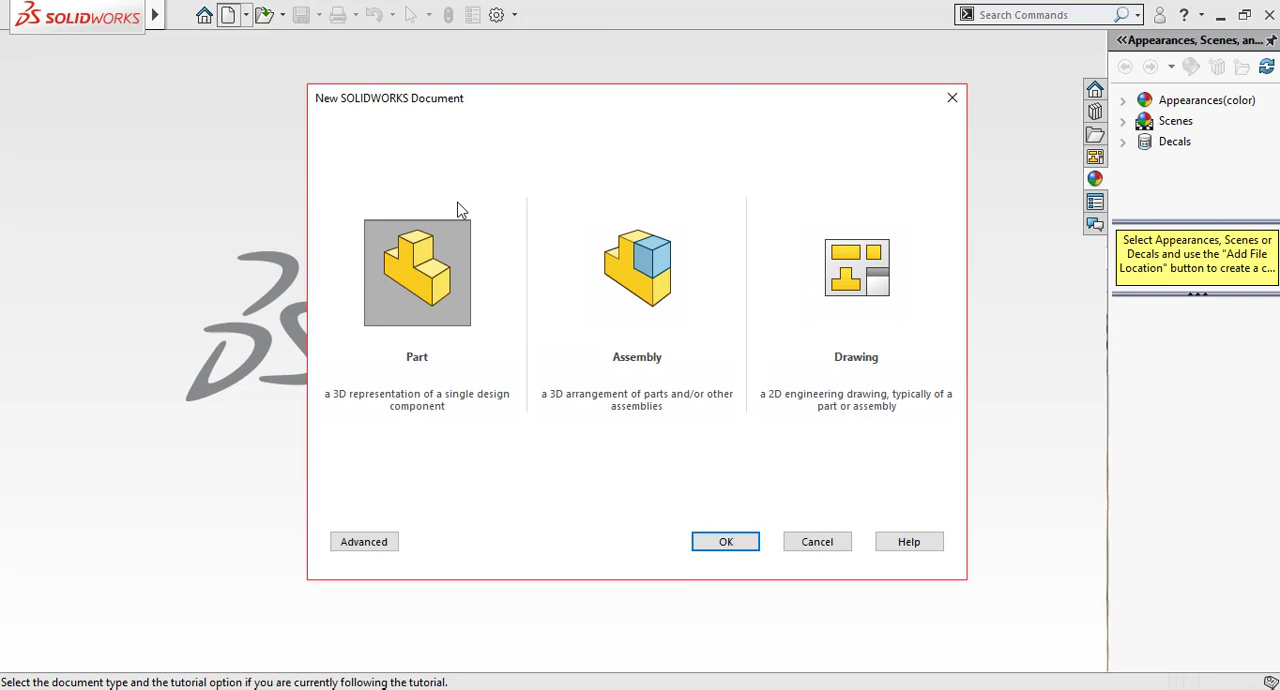 SOLIDWORKS
Search Commands
?
Appearances, Scenes, an...
New SOLIDWORKS Document
Appearances(color)
Scenes
Decals
Select Appearances, Scenes or
Decals and use the "Add File
Location" button to create a c...
Part
Assembly
Drawing
a 3D representation of a single design
component
a 3D arrangement of parts and/or other
assemblies
a 2D engineering drawing, typically of a
part or assembly
Advanced
OK
Cancel
Help
Select the document type and the tutorial option if you are currently following the tutorial.